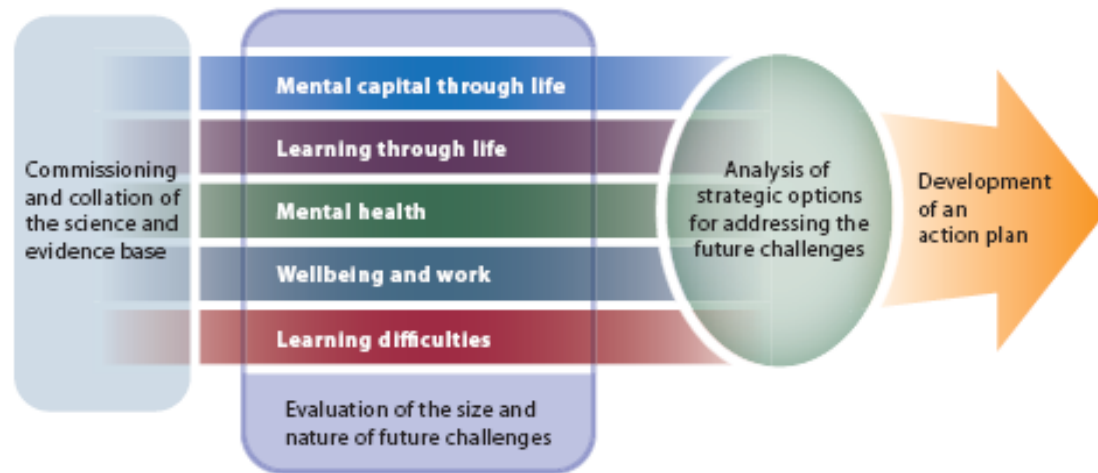 Commissioning
and collation of
the science and
evidence base
Mental capital through life
Learning through life
Mental health
Wellbeing and work
Learning difficulties
Evaluation of the size and
nature of future challenges
Analysis of
strategic options
for addressing the
future challenges
Development
of an
action plan